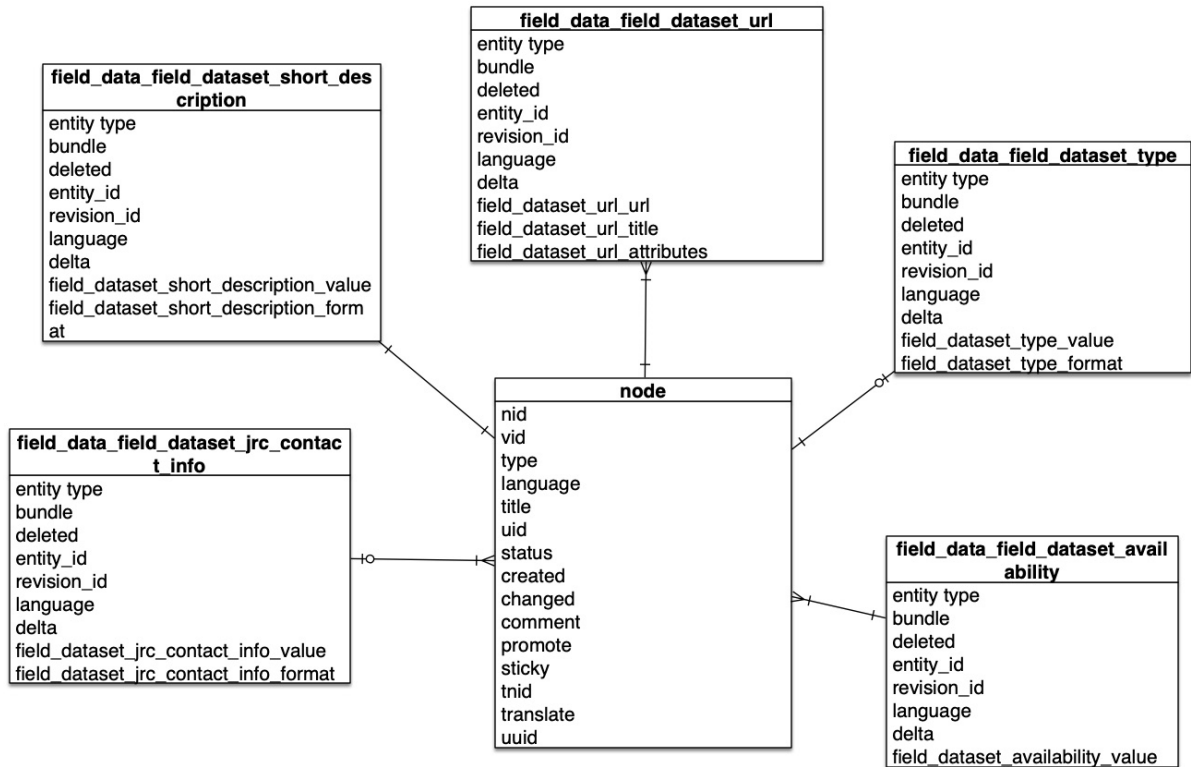 field_data_field_dataset_url
entity type
bundle
deleted
entity_id
revision_id
language
delta
field_dataset_url_url
field_dataset_url_title
field_dataset_url_attributes
field_data_field_dataset_short_des
cription
entity type
bundle
deleted
entity_id
revision_id
language
delta
field_dataset_short_description_value
field_dataset_short_description_form
at
field_data_field_dataset_type
entity type
bundle
deleted
entity_id
revision_id
language
delta
field_dataset_type_value
field_dataset_type_format
node
nid
vid
type
language
title
uid
status
created
changed
comment
promote
sticky
tnid
translate
uuid
field_data_field_dataset_jrc_contac
t_info
entity type
bundle
deleted
entity_id
revision_id
language
delta
field_dataset_jrc_contact_info_value
field_dataset_jrc_contact_info_format
field_data_field_dataset_avail
ability
entity type
bundle
deleted
entity_id
revision_id
language
delta
field_dataset_availability_value